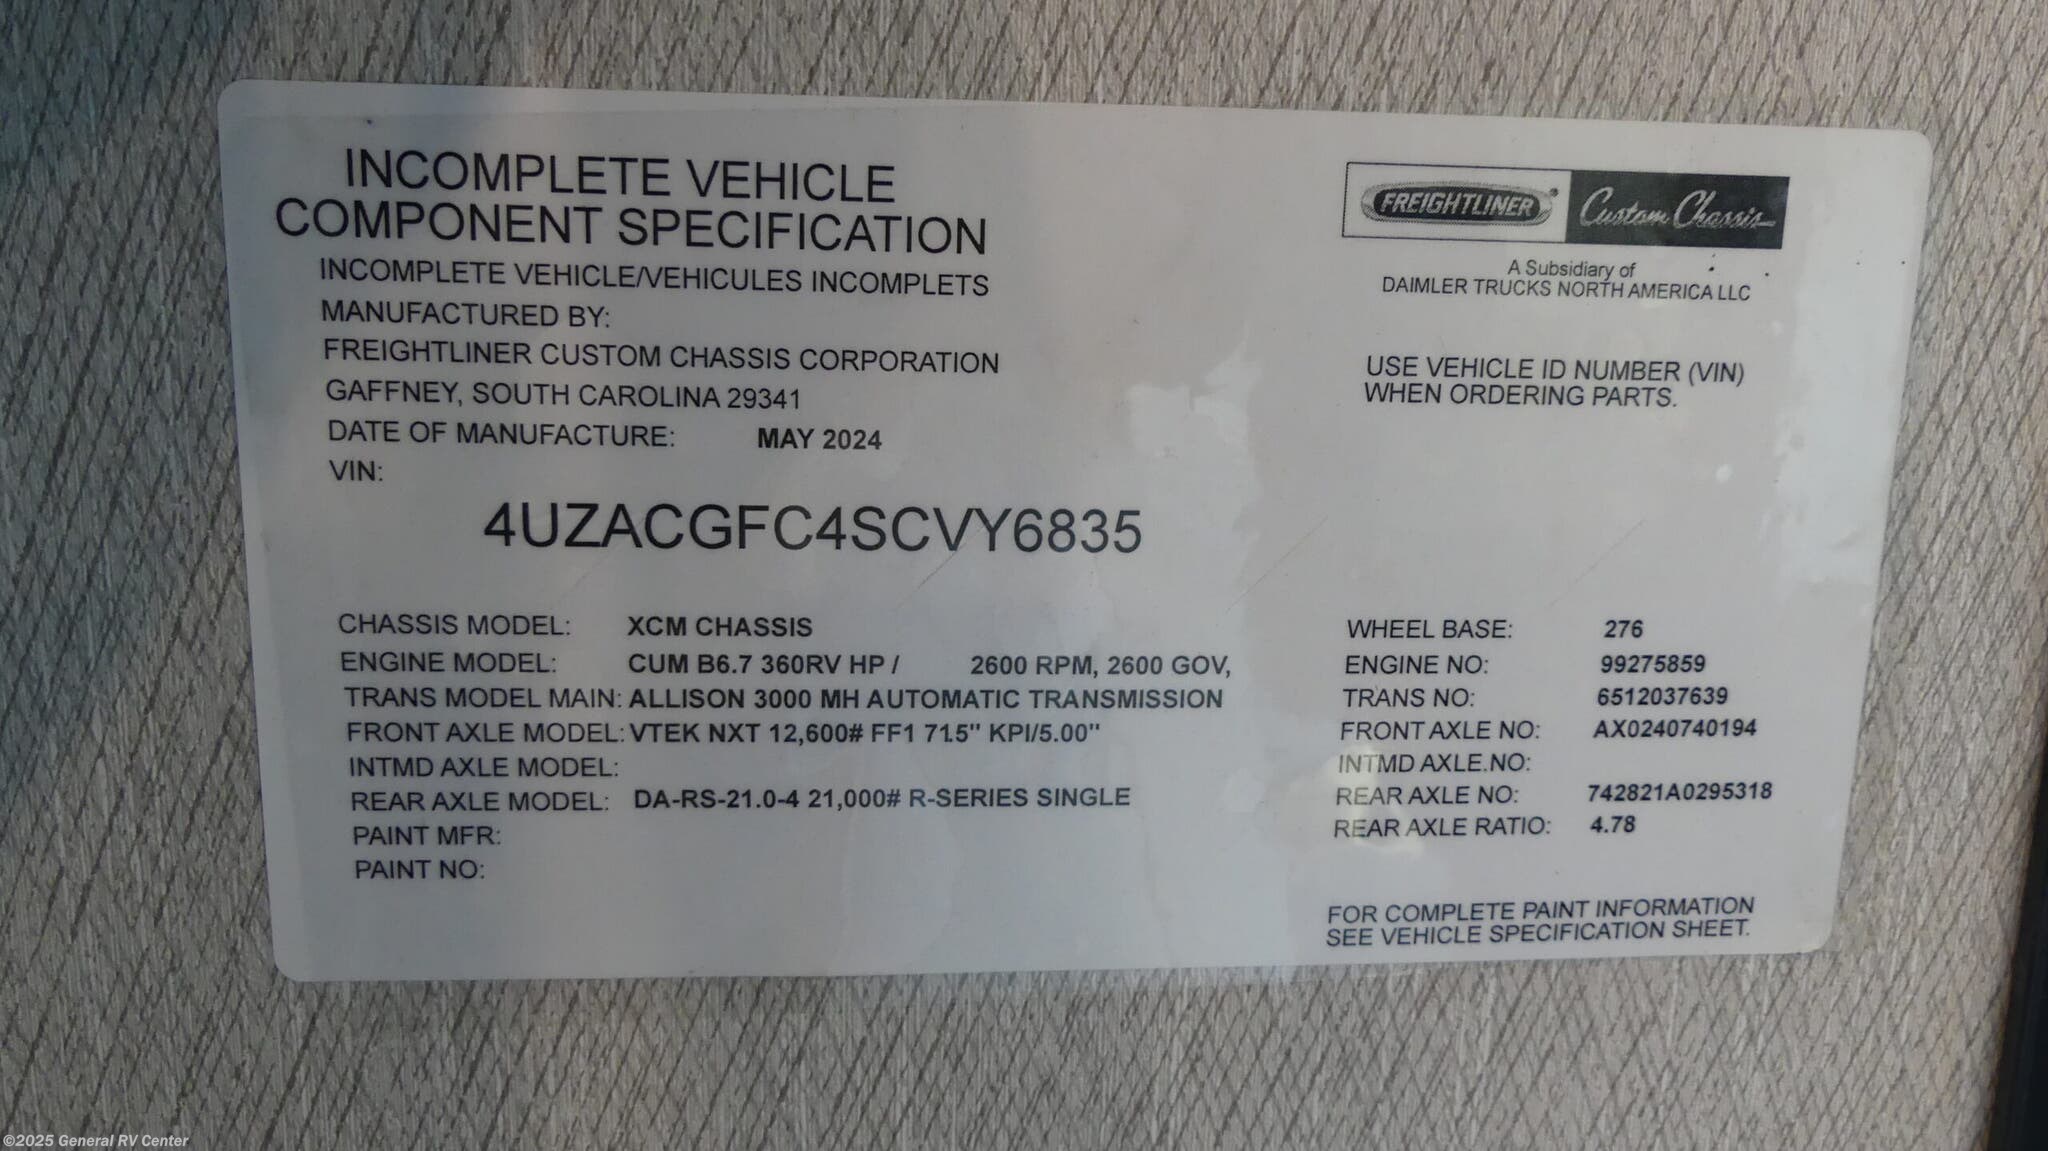 INCOMPLETE VEHICLE
COMPONENT SPECIFICATION
INCOMPLETE VEHICLE/VEHICULES INCOMPLETS
MANUFACTURED BY:
FREIGHTLINER CUSTOM CHASSIS CORPORATION
GAFFNEY, SOUTH CAROLINA 29341
DATE OF MANUFACTURE: MAY 2024
VIN:
4UZACGFC4SCVY6835
FREIGHTLINER® Custom Chassis
A Subsidiary of
DAIMLER TRUCKS NORTH AMERICA LLC
USE VEHICLE ID NUMBER (VIN)
WHEN ORDERING PARTS.
CHASSIS MODEL: XCM CHASSIS
ENGINE MODEL: CUM B6.7 360RV HP / 2600 RPM, 2600 GOV,
TRANS MODEL MAIN: ALLISON 3000 MH AUTOMATIC TRANSMISSION
FRONT AXLE MODEL: VTEK NXT 12,600# FF1 71.5" KPI/5.00"
INTMD AXLE MODEL:
REAR AXLE MODEL: DA-RS-21.0-4 21,000# R-SERIES SINGLE
PAINT MFR:
PAINT NO:
WHEEL BASE: 276
ENGINE NO: 99275859
TRANS NO: 6512037639
FRONT AXLE NO: AX0240740194
INTMD AXLE NO:
REAR AXLE NO: 742821A0295318
REAR AXLE RATIO: 4.78
FOR COMPLETE PAINT INFORMATION
SEE VEHICLE SPECIFICATION SHEET.
©2025 General RV Center